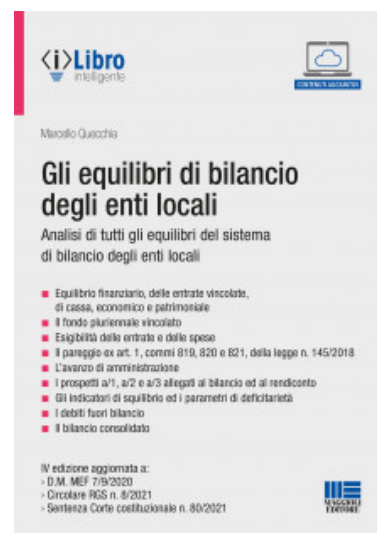 <i>Libro
intelligente
CONTENUTI AGGIUNTIVI
Marcello Quecchia
Gli equilibri di bilancio
degli enti locali
Analisi di tutti gli equilibri del sistema
di bilancio degli enti locali
Equilibrio finanziario, delle entrate vincolate,
di cassa, economico e patrimoniale
Il fondo pluriennale vincolato
Esigibilità delle entrate e delle spese
Il pareggio ex art. 1, commi 819, 820 e 821, della legge n. 145/2018
L'avanzo di amministrazione
I prospetti a/1, a/2 e a/3 allegati al bilancio ed al rendiconto
Gli indicatori di squilibrio ed i parametri di deficitarietà
I debiti fuori bilancio
Il bilancio consolidato
IV edizione aggiornata a:
› D.M. MEF 7/9/2020
› Circolare RGS n. 8/2021
› Sentenza Corte costituzionale n. 80/2021
MAGGIOLI
EDITORE